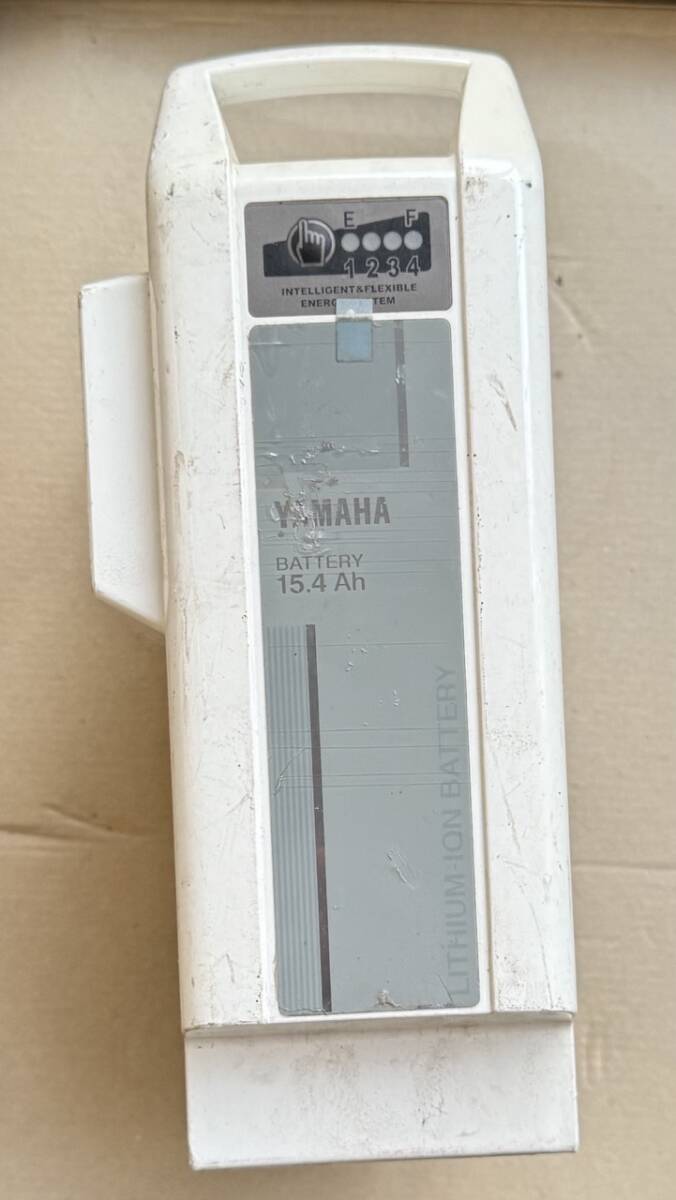 E F
1 2 3 4
INTELLIGENT&FLEXIBLE
YAMAHA
BATTERY
15.4 Ah
LITHIUM-ION BATTERY